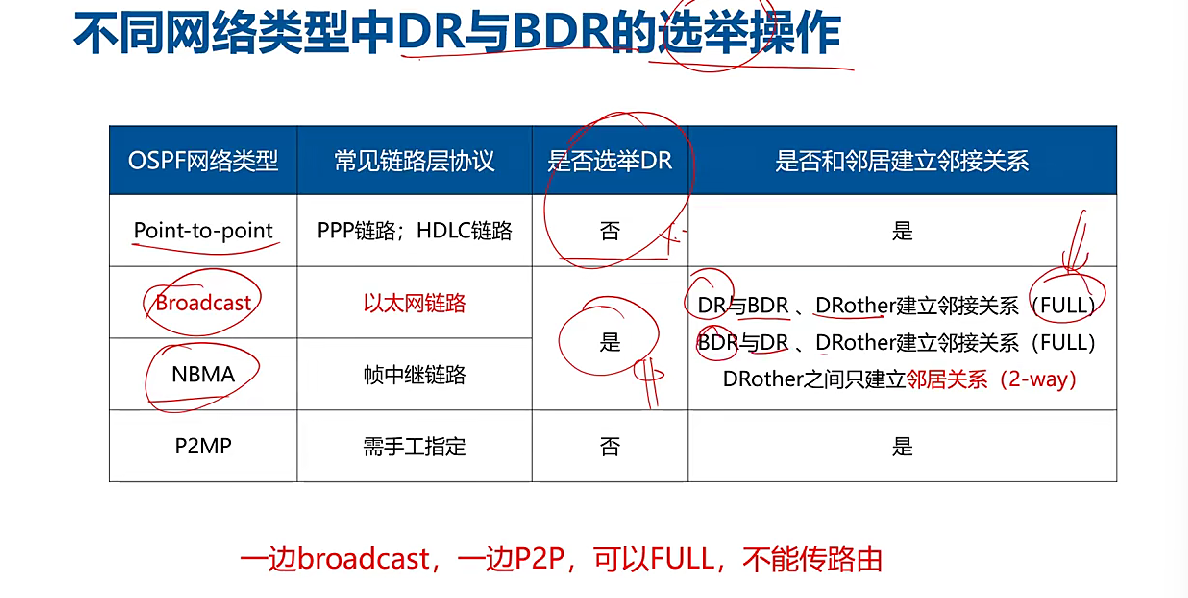 不同网络类型中DR与BDR的选举操作
OSPF网络类型 常见链路层协议 是否选举DR 是否和邻居建立邻接关系
Point-to-point PPP链路；HDLC链路 否 是
Broadcast 以太网链路 是 DR与BDR 、DRother建立邻接关系（FULL）
BDR与DR 、DRother建立邻接关系（FULL）
NBMA 帧中继链路 DRother之间只建立邻居关系（2-way）
P2MP 需手工指定 否 是
一边broadcast，一边P2P，可以FULL，不能传路由